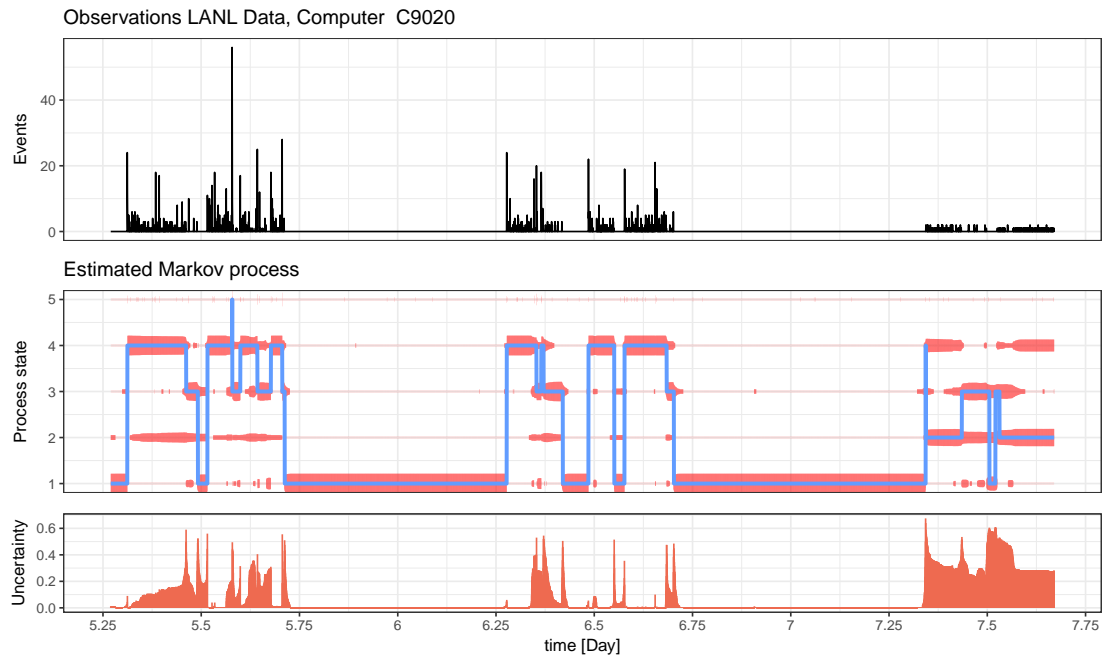 Observations LANL Data, Computer  C9020
Events
40
20
0
Estimated Markov process
Process state
5
4
3
2
1
Uncertainty
0.6
0.4
0.2
0.0
5.25 5.5 5.75 6 6.25 6.5 6.75 7 7.25 7.5 7.75
time [Day]